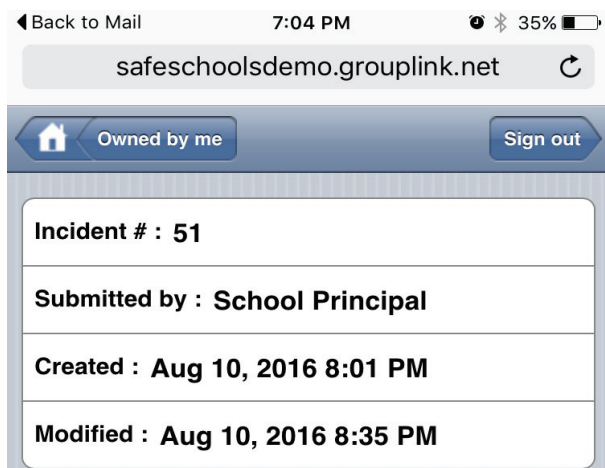 Back to Mail 7:04 PM 35%
safeschoolsdemo.grouplink.net
Owned by me Sign out
Incident # : 51
Submitted by : School Principal
Created : Aug 10, 2016 8:01 PM
Modified : Aug 10, 2016 8:35 PM